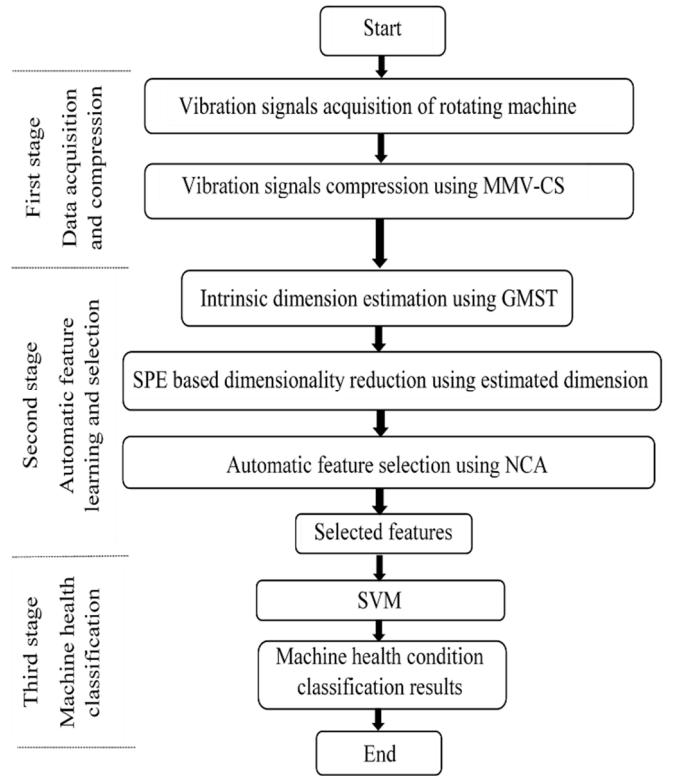 Start
First stage
Data acquisition
and compression
Vibration signals acquisition of rotating machine
Vibration signals compression using MMV-CS
Second stage
Automatic feature
learning and selection
Intrinsic dimension estimation using GMST
SPE based dimensionality reduction using estimated dimension
Automatic feature selection using NCA
Selected features
Third stage
Machine health
classification
SVM
Machine health condition
classification results
End